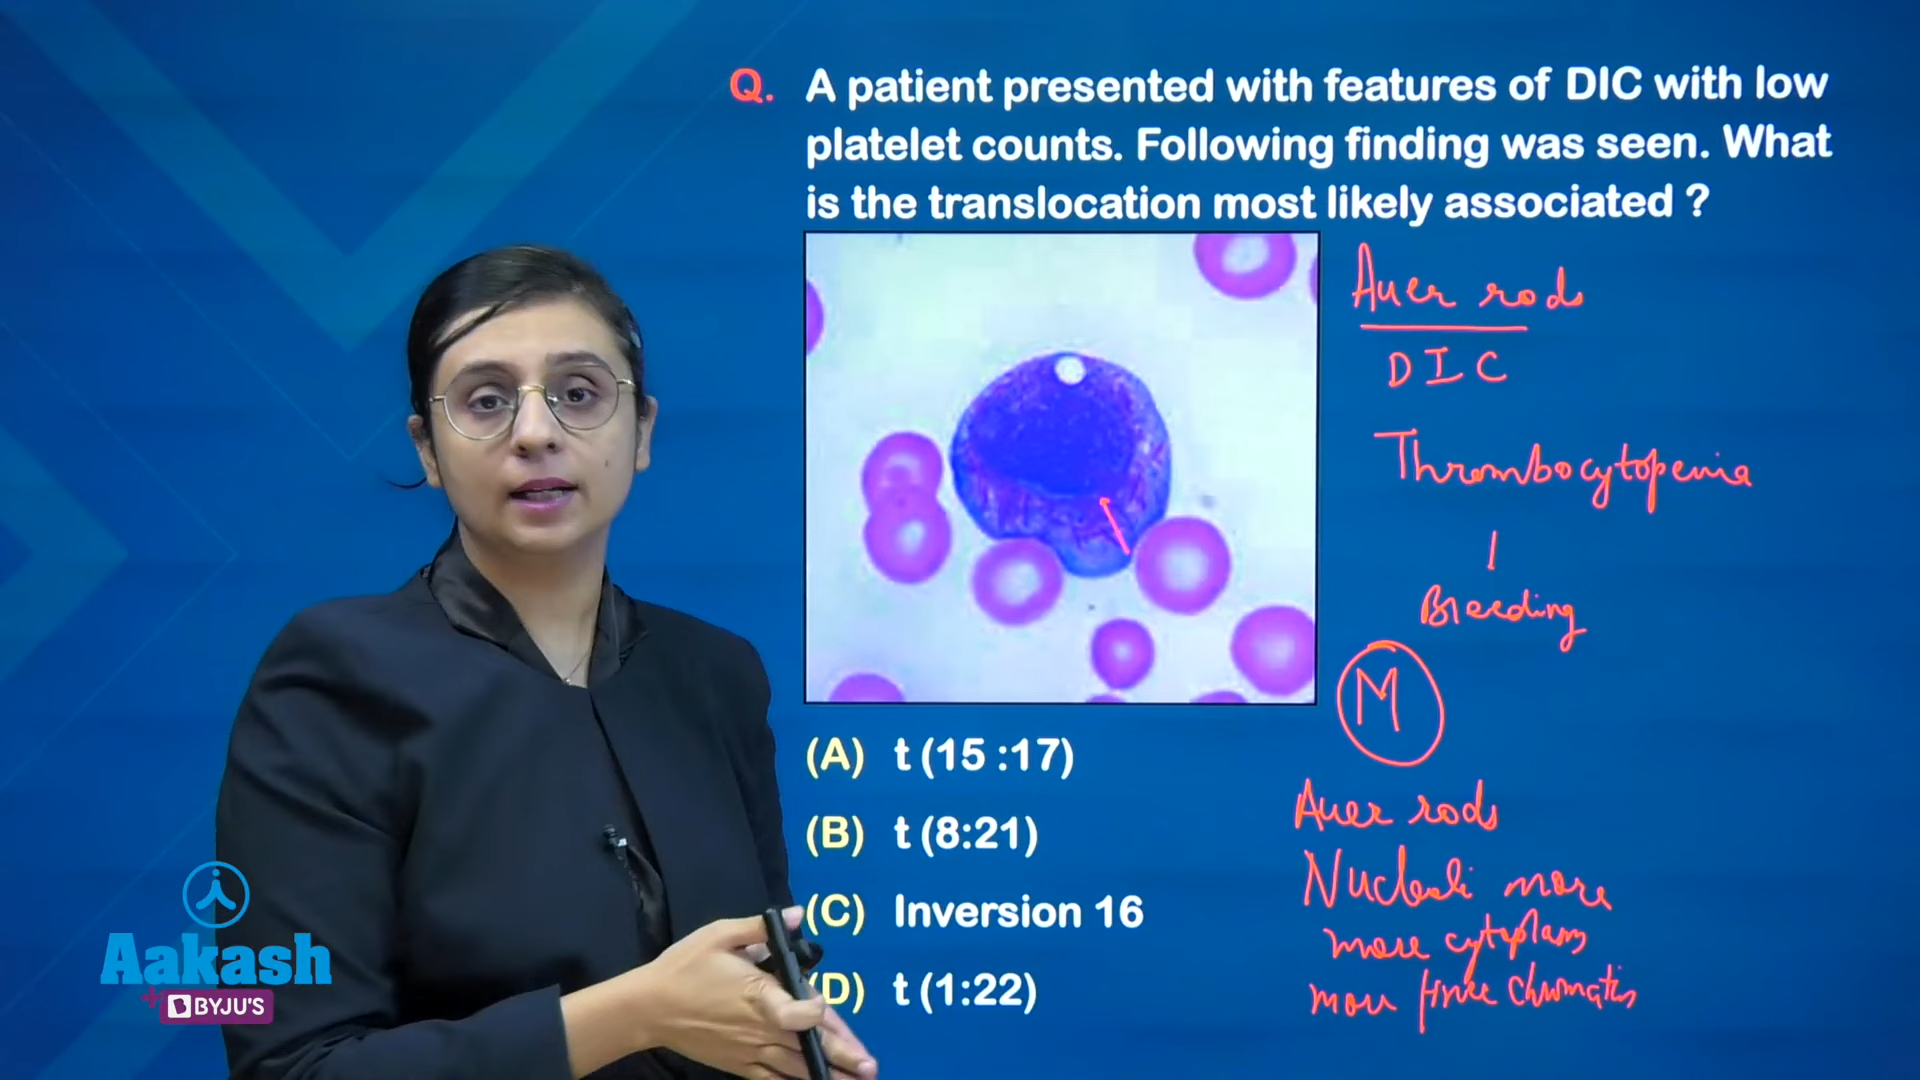 Q. A patient presented with features of DIC with low
platelet counts. Following finding was seen. What
is the translocation most likely associated ?
Auer rods
DIC
Thrombocytopenia
Bleeding
M
(A) t (15 :17)
(B) t (8:21)
(C) Inversion 16
(D) t (1:22)
Auer rods
Nucleoli more
more cytoplasm
more fine chromatin
Aakash
+ BYJU'S